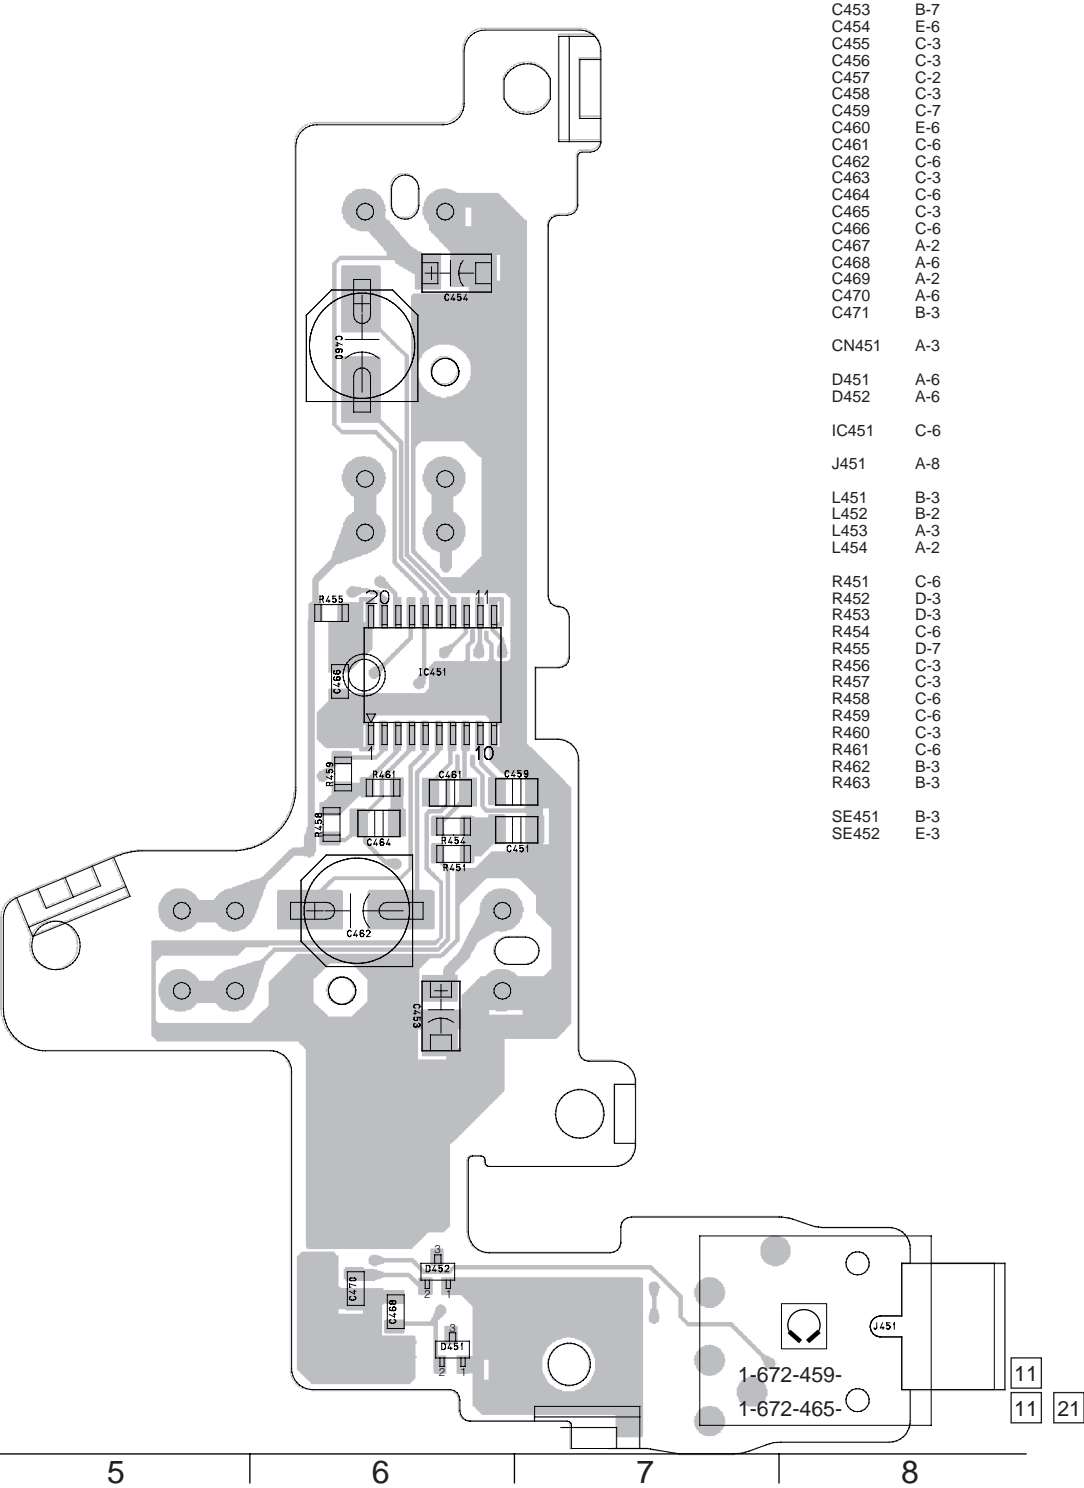 C453 B-7
C454 E-6
C455 C-3
C456 C-3
C457 C-2
C458 C-3
C459 C-7
C460 E-6
C461 C-6
C462 C-6
C463 C-3
C464 C-6
C465 C-3
C466 C-6
C467 A-2
C468 A-6
C469 A-2
C470 A-6
C471 B-3
CN451 A-3
D451 A-6
D452 A-6
IC451 C-6
J451 A-8
L451 B-3
L452 B-2
L453 A-3
L454 A-2
R451 C-6
R452 D-3
R453 D-3
R454 C-6
R455 D-7
R456 C-3
R457 C-3
R458 C-6
R459 C-6
R460 C-3
R461 C-6
R462 B-3
R463 B-3
SE451 B-3
SE452 E-3
C454
C460
R455
20
11
IC451
C466
1
10
R459
R461
C461
C459
R458
C464
R454
C451
R451
C462
C453
3
D452
2 1
C470
C468
3
D451
2 1
J451
1-672-459- 11
1-672-465- 11 21
5 6 7 8